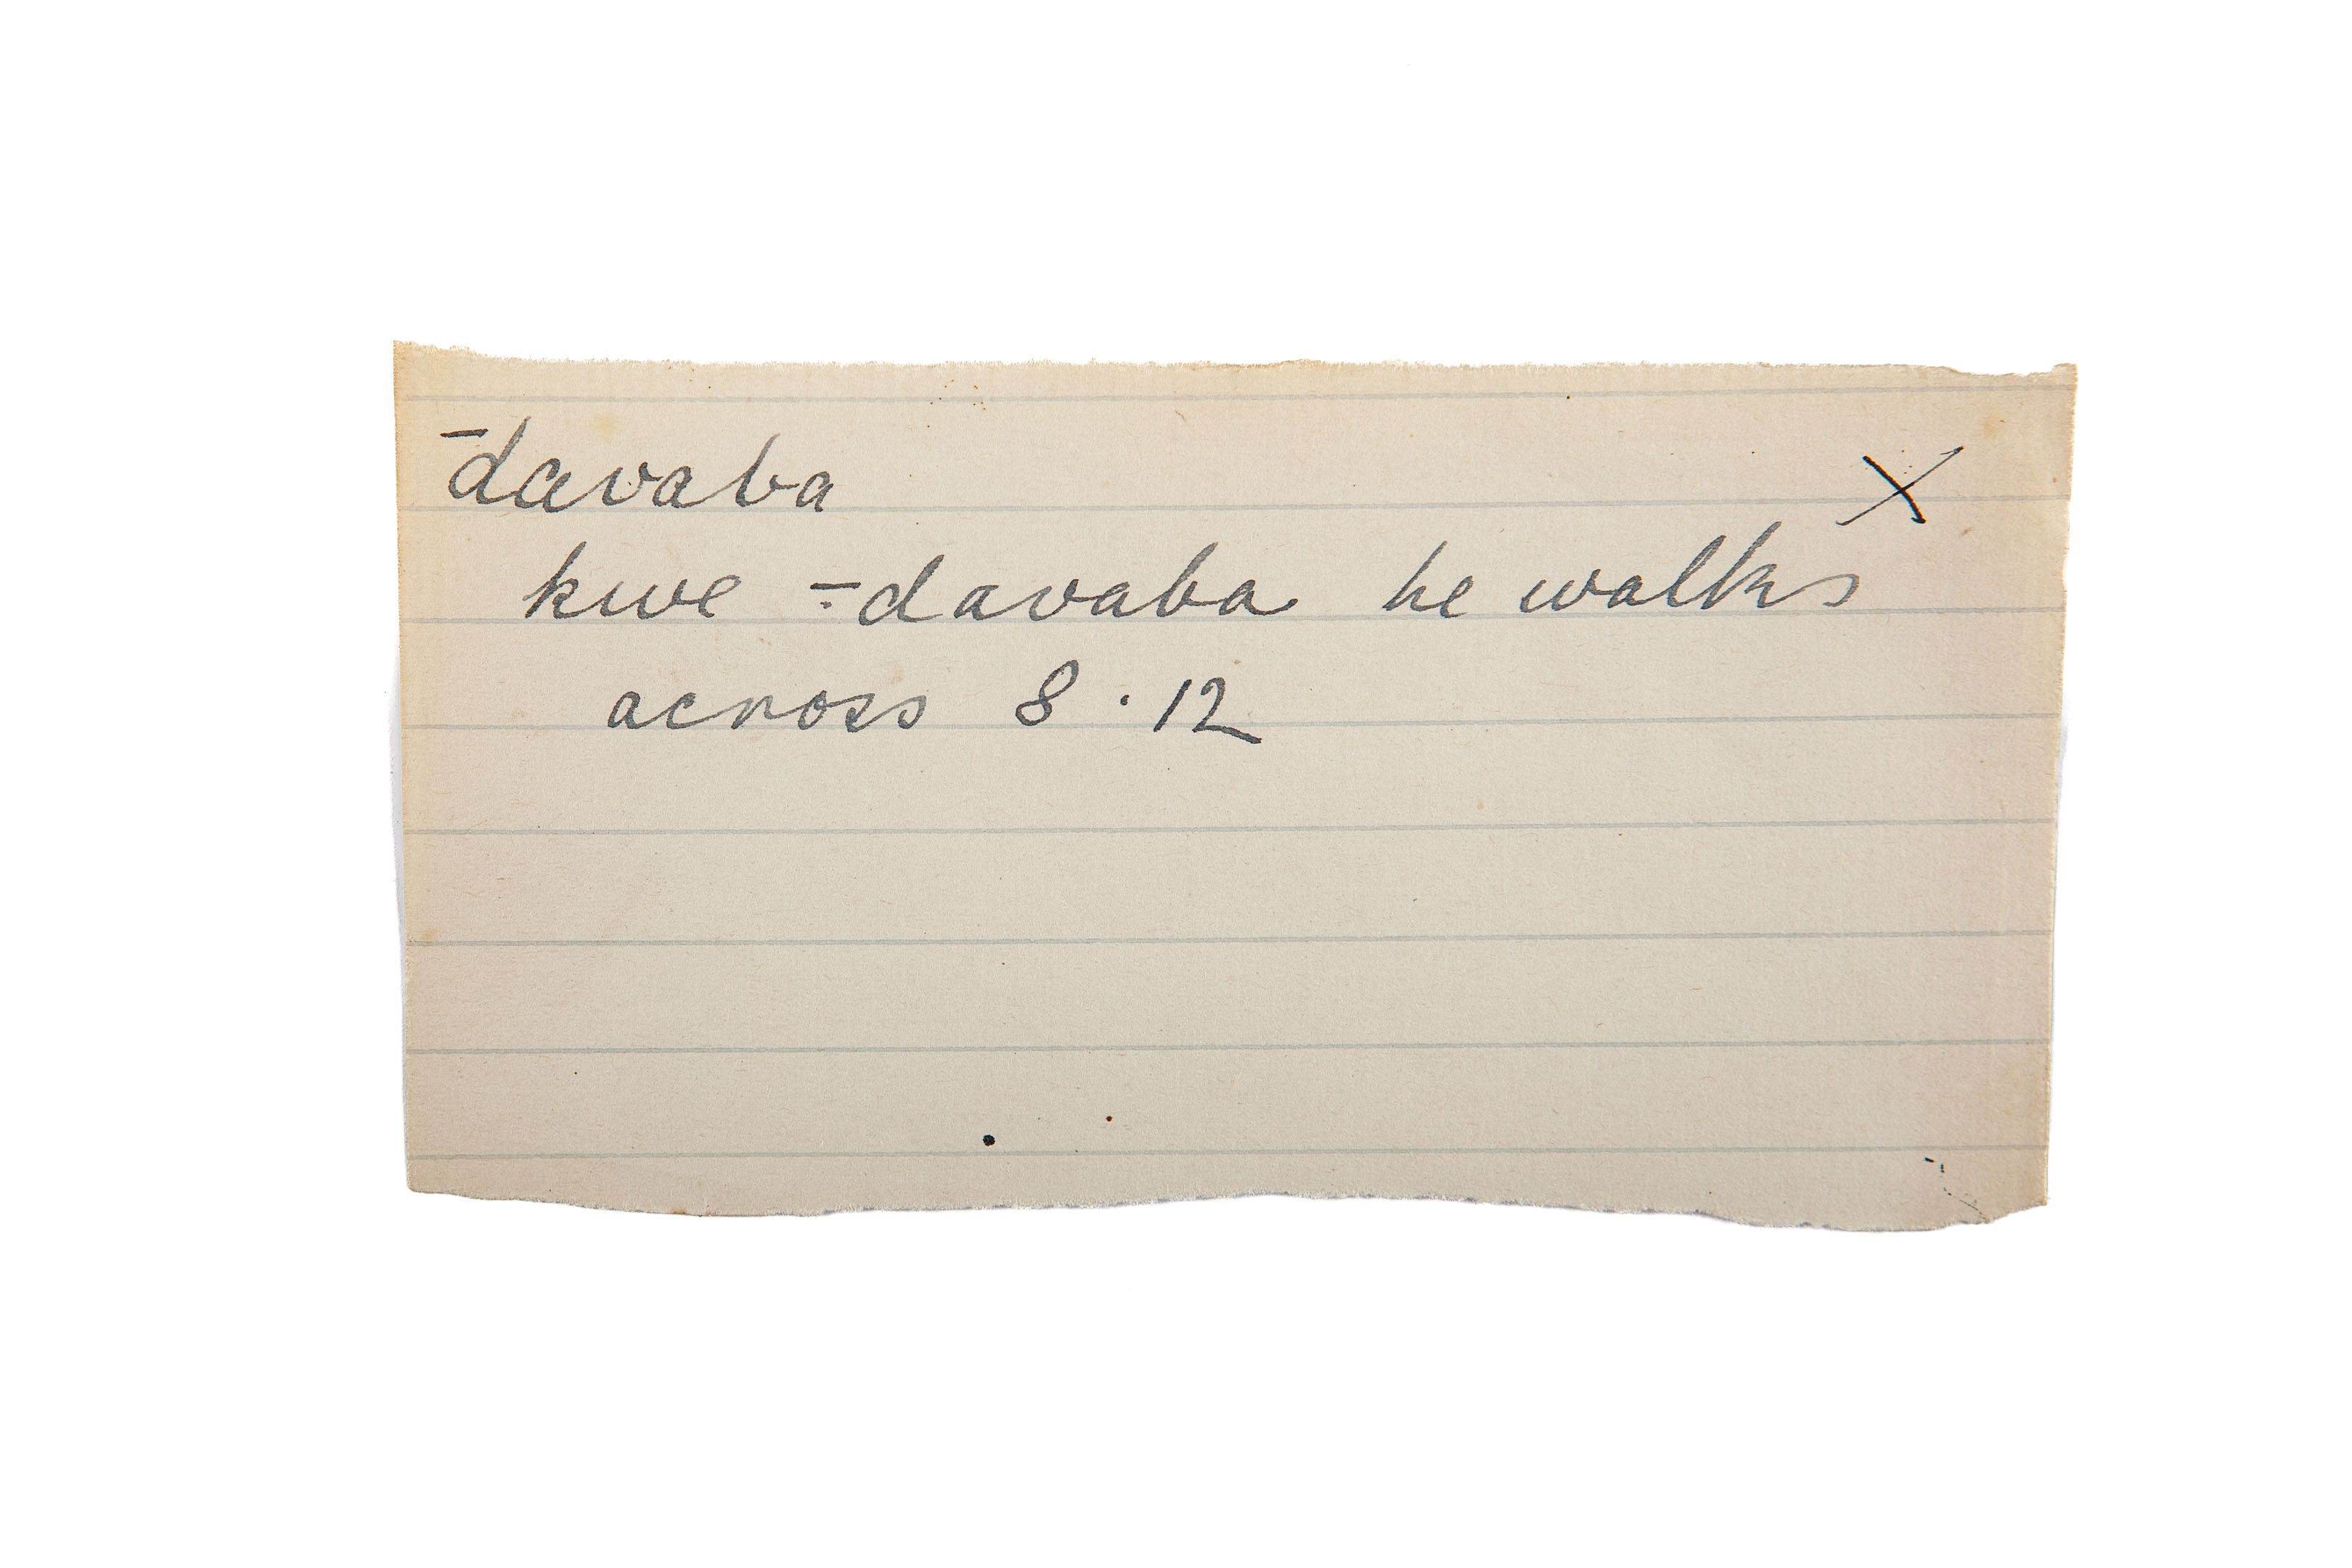 -davaba X
kwe -davaba he walks
across 8 · 12